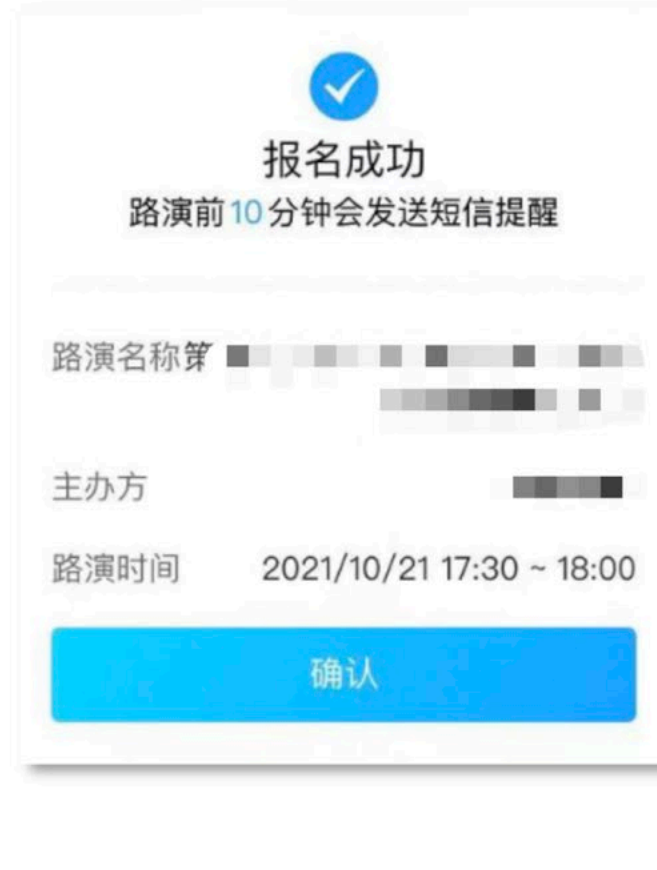 报名成功
路演前10分钟会发送短信提醒
路演名称第
主办方
路演时间 2021/10/21 17:30 ~ 18:00
确认